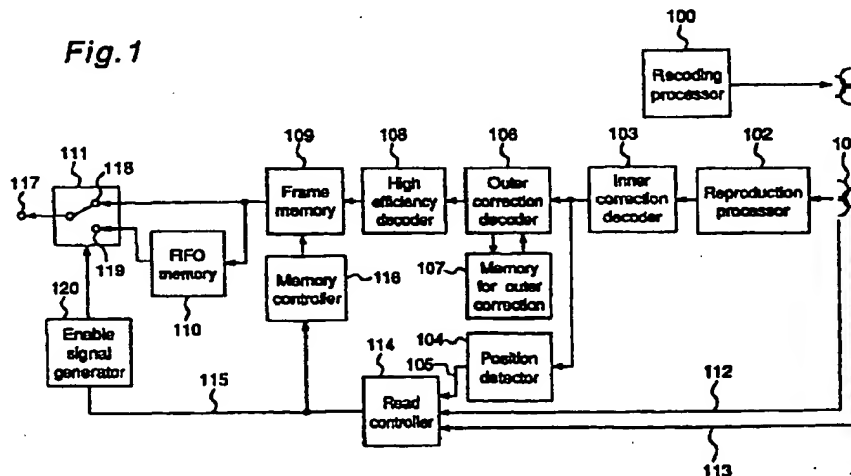 Fig.1
100
Recoding
processor
109
108
106
103
102
10
111
118
117
Frame
memory
High
efficiency
decoder
Outer
correction
decoder
Inner
correction
decoder
Reproduction
processor
119
FIFO
memory
110
Memory
controller
116
107
Memory
for outer
correction
120
Enable
signal
generator
104
105
Position
detector
114
115
Read
controller
112
113